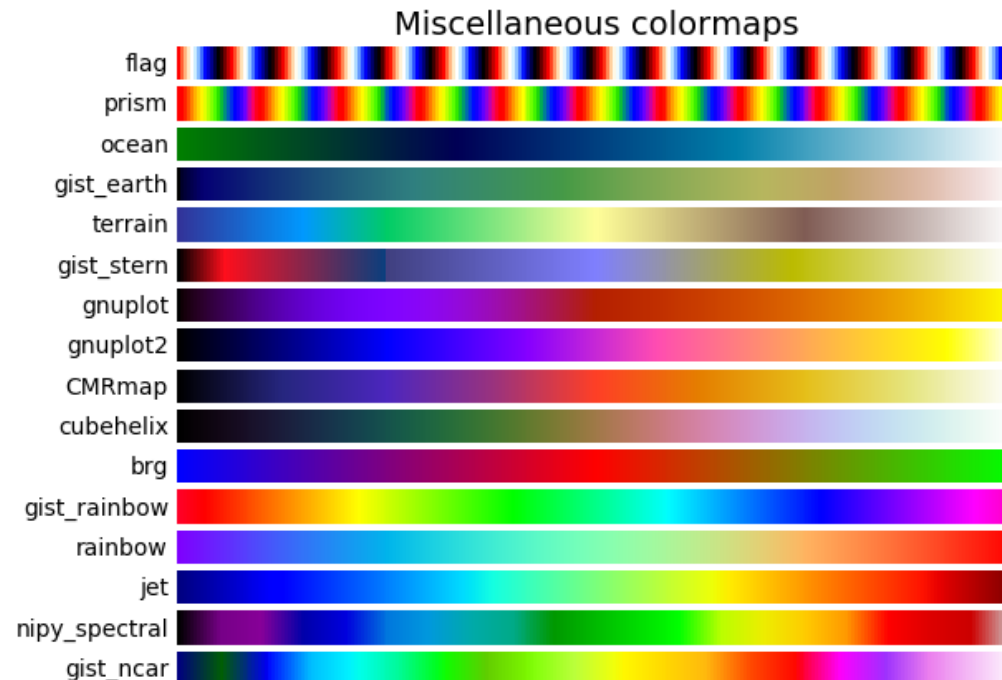 Miscellaneous colormaps
flag
prism
ocean
gist_earth
terrain
gist_stern
gnuplot
gnuplot2
CMRmap
cubehelix
brg
gist_rainbow
rainbow
jet
nipy_spectral
gist_ncar